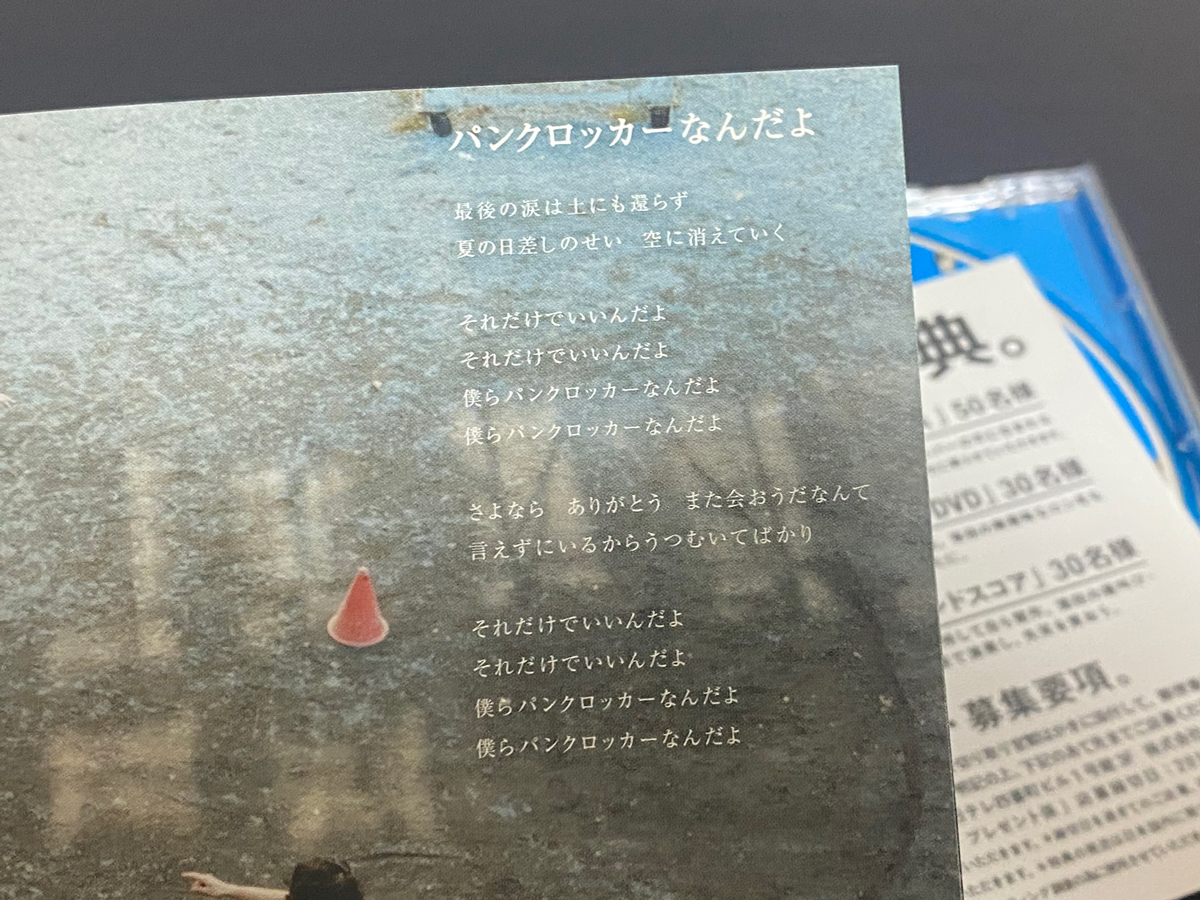 パンクロッカーなんだよ
最後の涙は土にも還らず
夏の日差しのせい　空に消えていく
それだけでいいんだよ
それだけでいいんだよ
僕らパンクロッカーなんだよ
僕らパンクロッカーなんだよ
さよなら　ありがとう　また会おうだなんて
言えずにいるからうつむいてばかり
それだけでいいんだよ
それだけでいいんだよ
僕らパンクロッカーなんだよ
僕らパンクロッカーなんだよ
典。
」50名様
DVD」30名様
ンドスコア」30名様
募集要項。